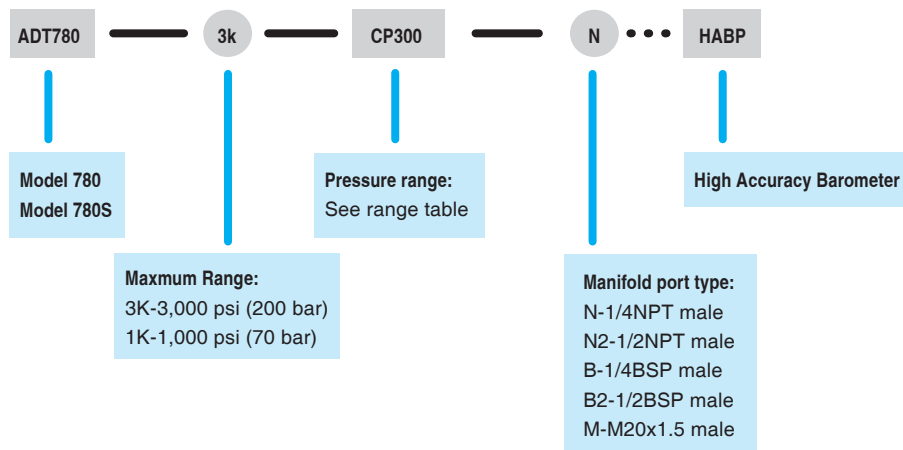 ADT780 3k CP300 N HABP
Model 780
Model 780S
Pressure range:
See range table
High Accuracy Barometer
Maxmum Range:
3K-3,000 psi (200 bar)
1K-1,000 psi (70 bar)
Manifold port type:
N-1/4NPT male
N2-1/2NPT male
B-1/4BSP male
B2-1/2BSP male
M-M20x1.5 male